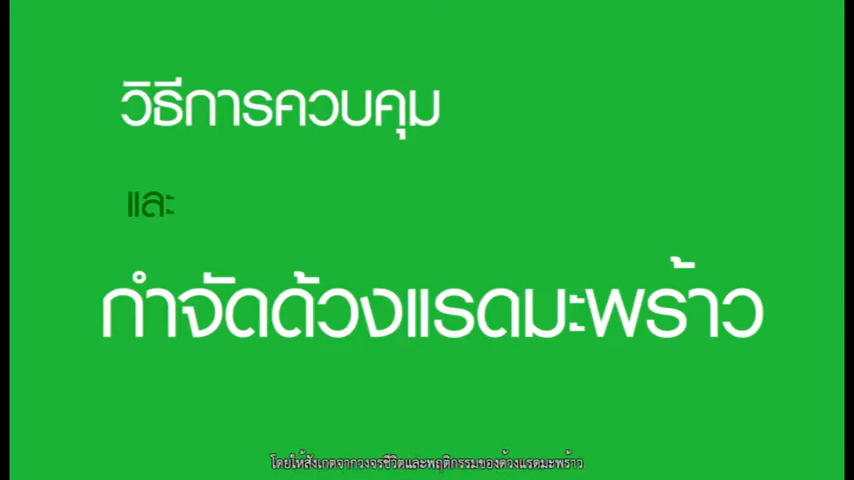 วิธีการควบคุม
และ
กำจัดด้วงแรดมะพร้าว
โดยให้สังเกตจากวงจรชีวิตและพฤติกรรมของด้วงแรดมะพร้าว